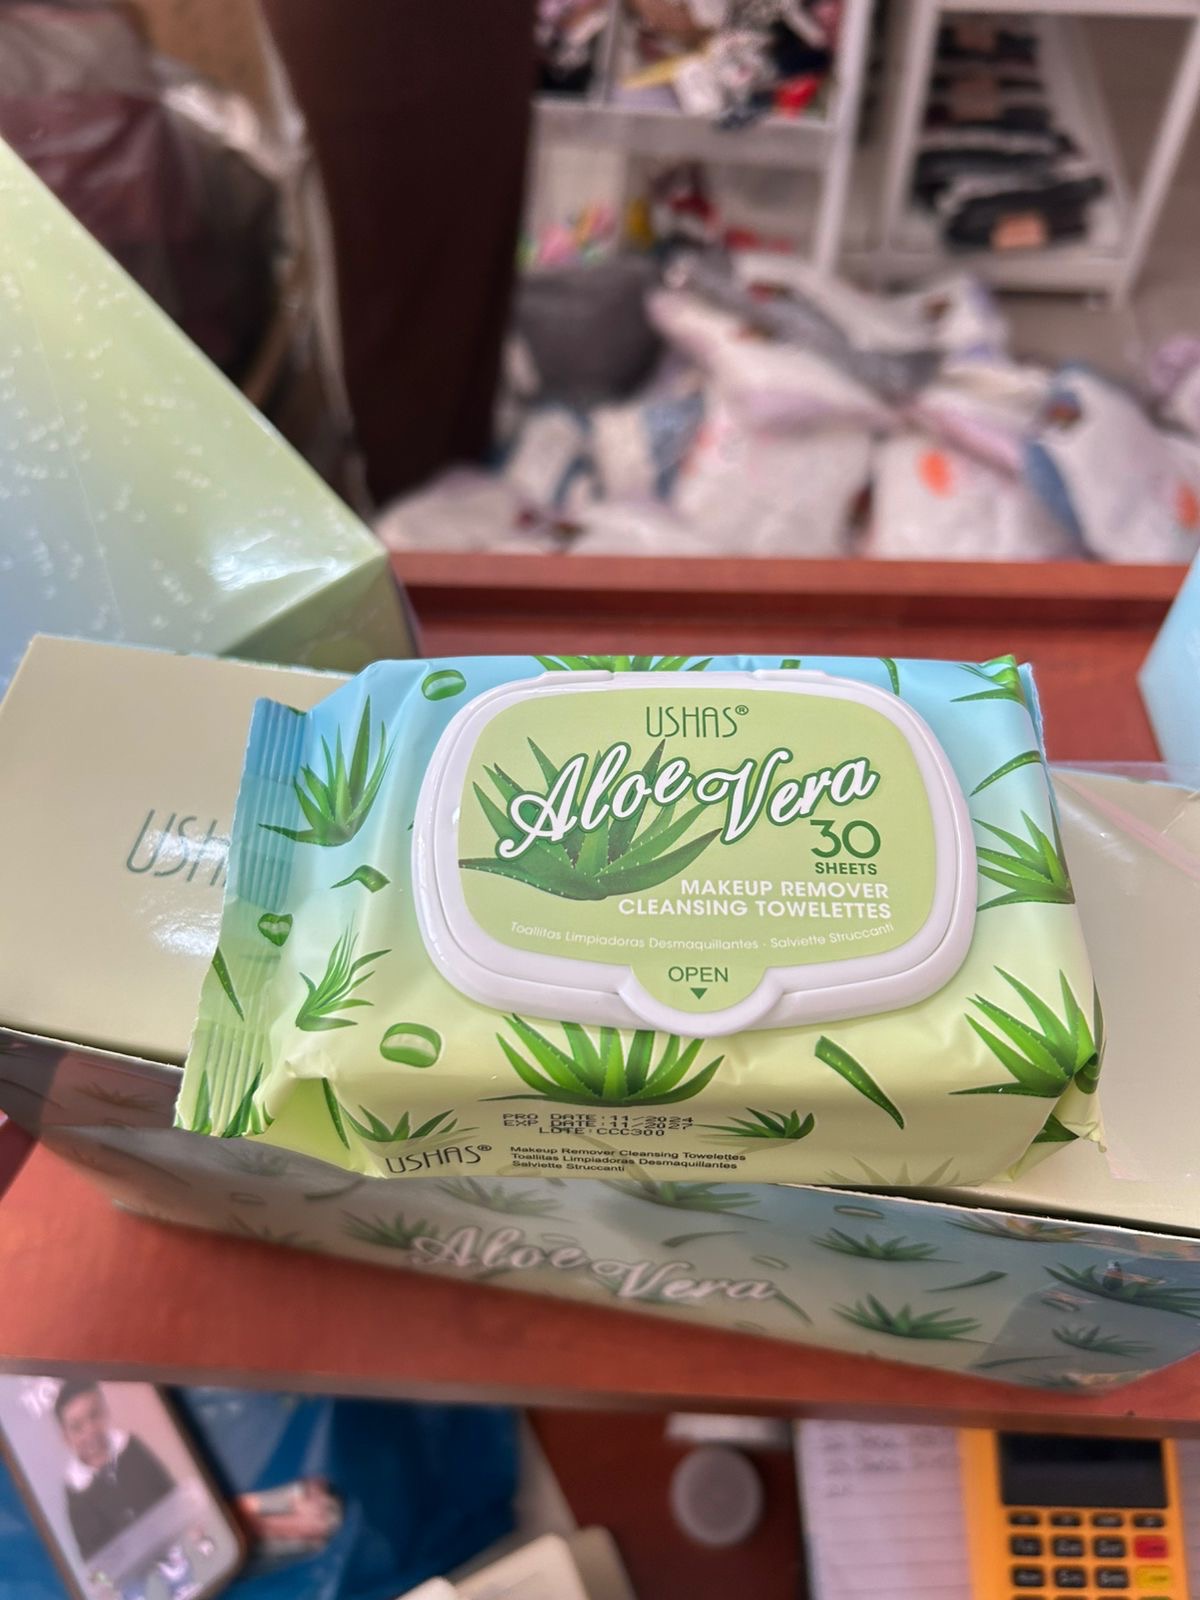 USHAS®
Aloe Vera
30
SHEETS
MAKEUP REMOVER
CLEANSING TOWELETTES
Toallitas Limpiadoras Desmaquillantes · Salviette Struccanti
OPEN
USH
PRO DATE:11/2024
EXP DATE:11/2027
LOTE:CCC300
USHAS®
Makeup Remover Cleansing Towelettes
Toallitas Limpiadoras Desmaquillantes
Salviette Struccanti
Aloe Vera